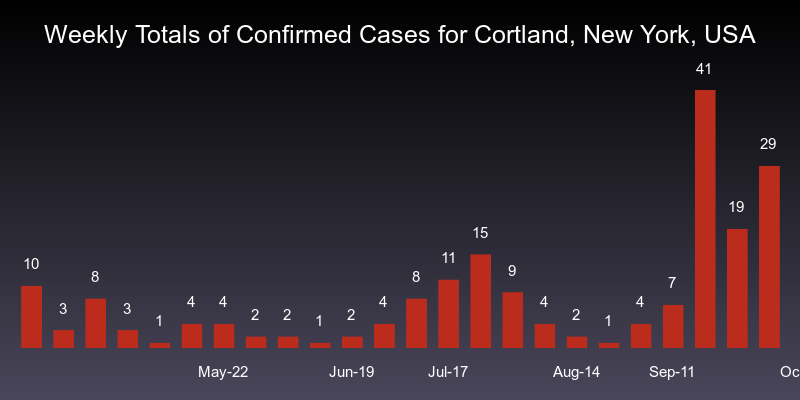 Weekly Totals of Confirmed Cases for Cortland, New York, USA
10 3 8 3 1 4 4 2 2 1 2 4 8 11 15 9 4 2 1 4 7 41 19 29
May-22 Jun-19 Jul-17 Aug-14 Sep-11 Oc